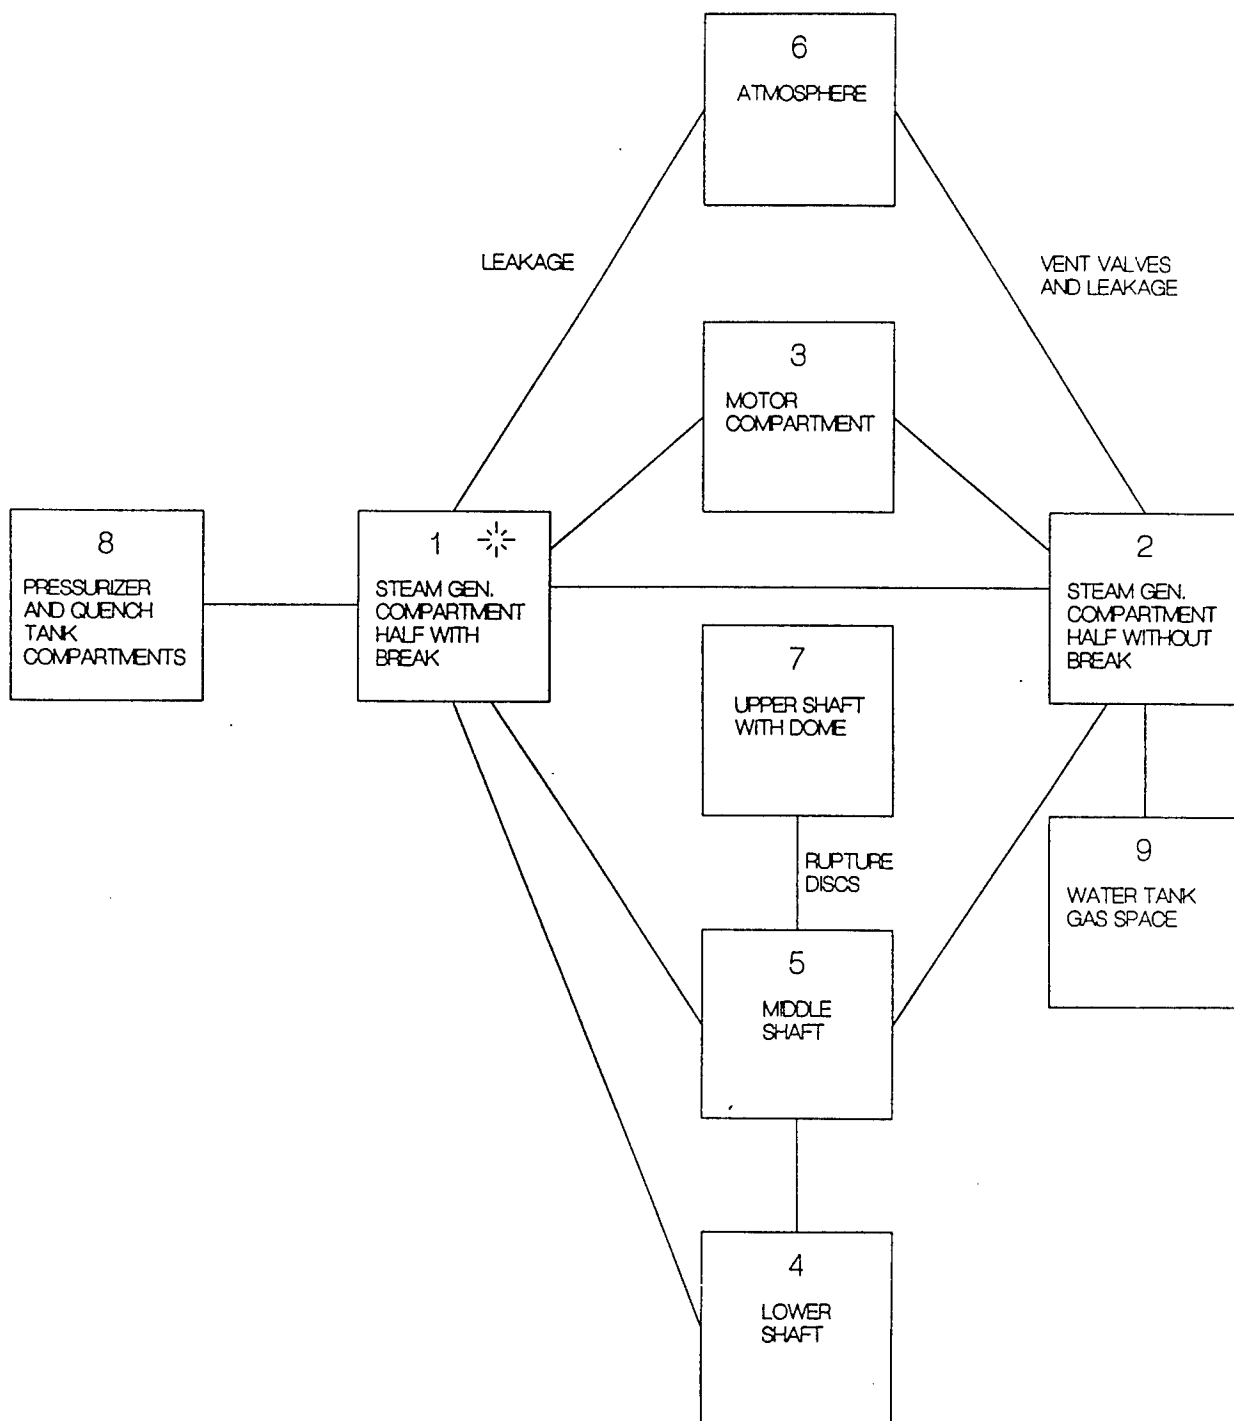 6
ATMOSPHERE
LEAKAGE
VENT VALVES
AND LEAKAGE
3
MOTOR
COMPARTMENT
8
PRESSURIZER
AND QUENCH
TANK
COMPARTMENTS
1
STEAM GEN.
COMPARTMENT
HALF WITH
BREAK
2
STEAM GEN.
COMPARTMENT
HALF WITHOUT
BREAK
7
UPPER SHAFT
WITH DOME
RUPTURE
DISCS
9
WATER TANK
GAS SPACE
5
MIDDLE
SHAFT
4
LOWER
SHAFT